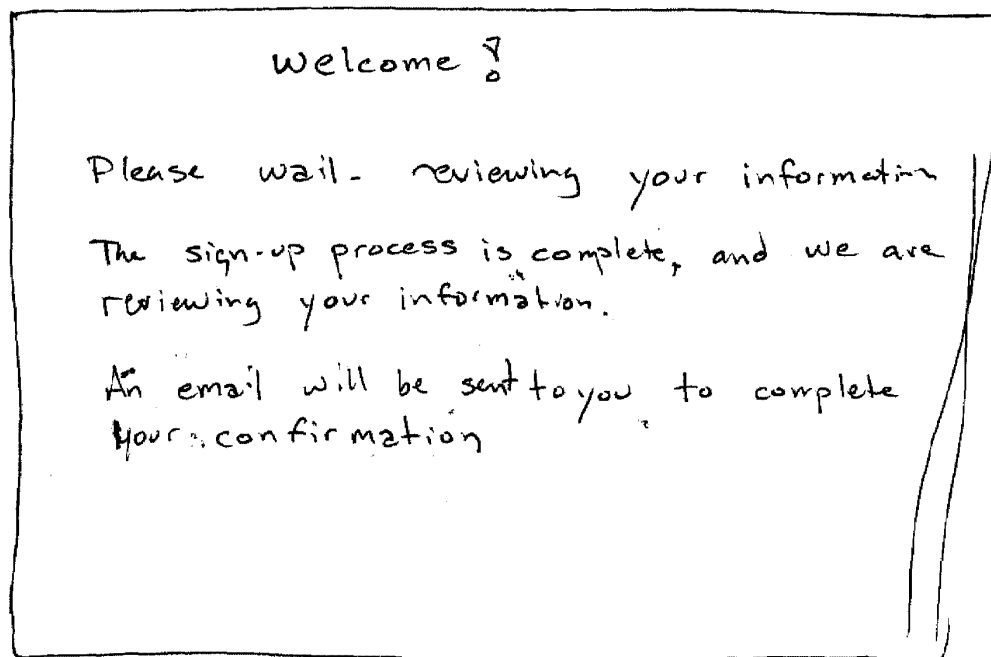 Welcome!
Please wail- reviewing your information
The sign-up process is complete, and we are
reviewing your information.
An email will be sent to you to complete
your confirmation